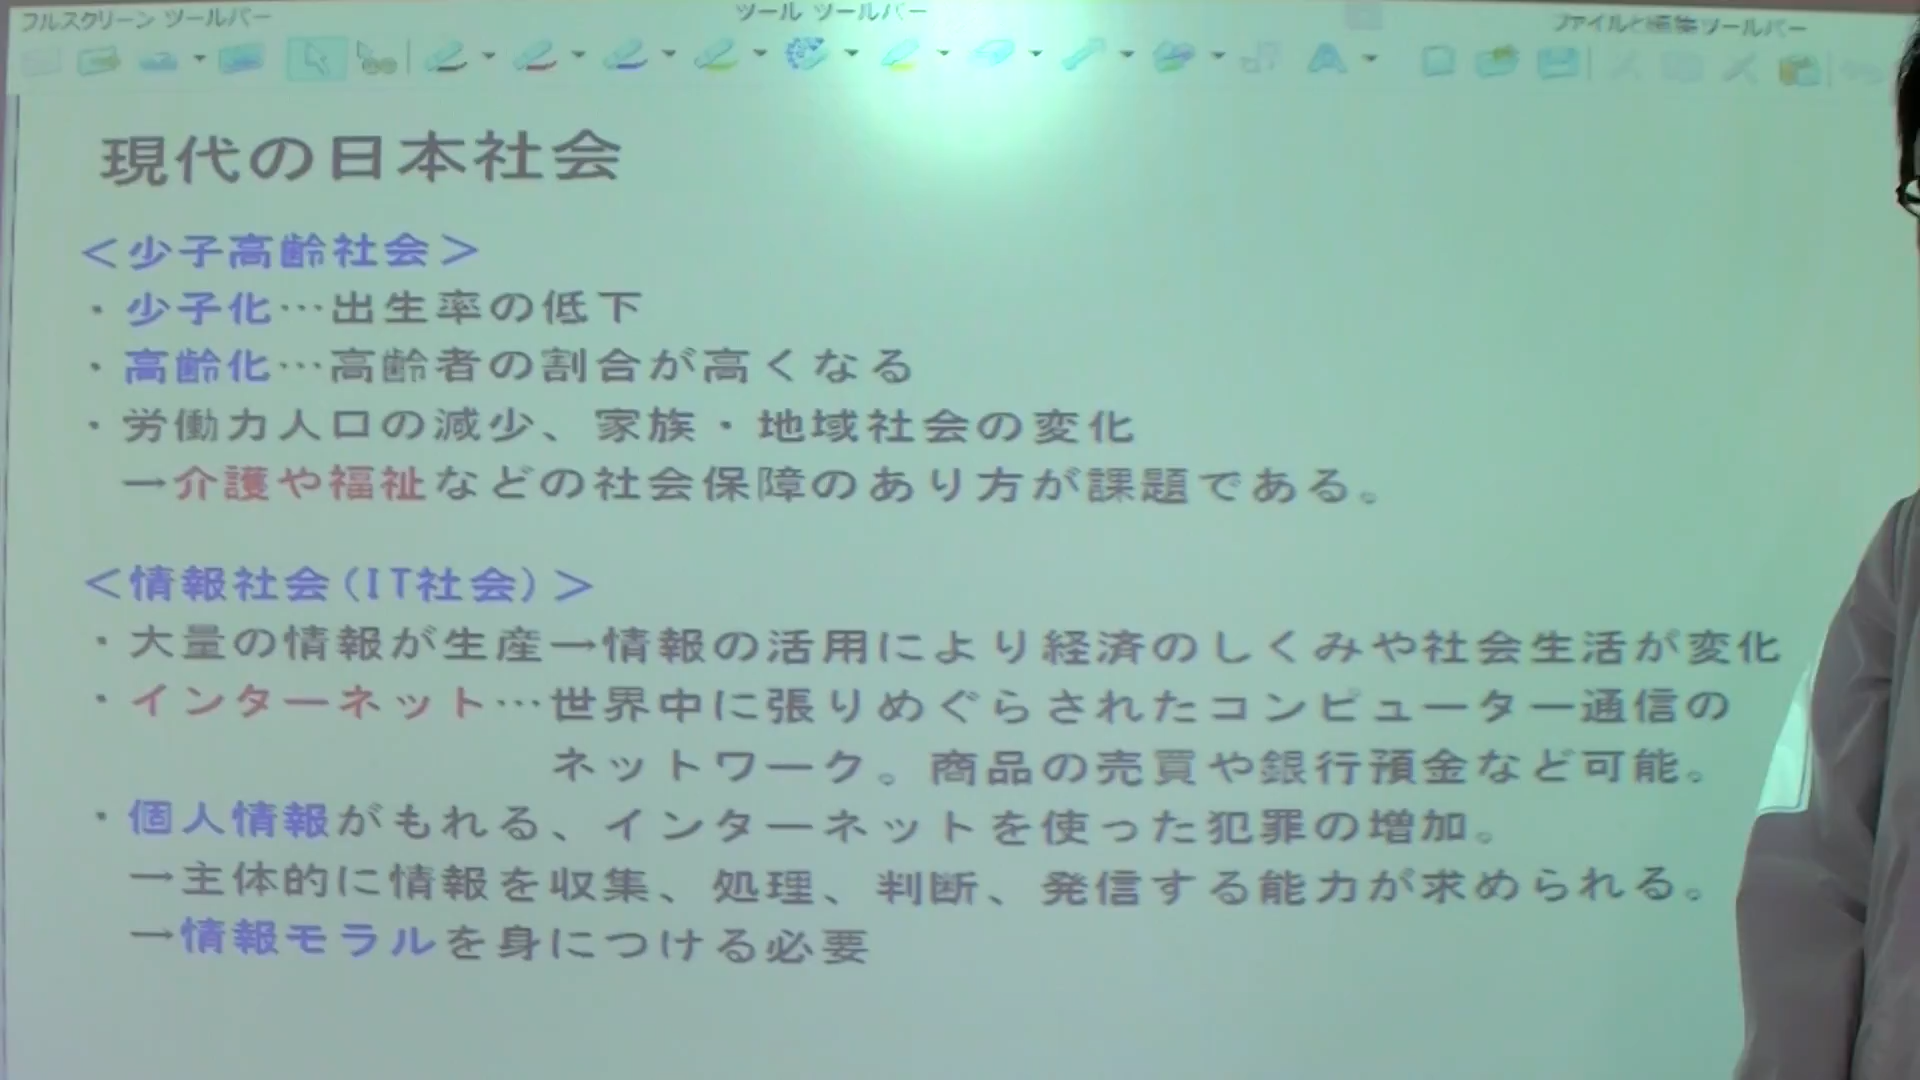 フルスクリーン ツールバー
ツール ツールバー
ファイルと編集ツールバー
現代の日本社会
＜少子高齢社会＞
・少子化…出生率の低下
・高齢化…高齢者の割合が高くなる
・労働力人口の減少、家族・地域社会の変化
→介護や福祉などの社会保障のあり方が課題である。
＜情報社会(IT社会)＞
・大量の情報が生産→情報の活用により経済のしくみや社会生活が変化
・インターネット…世界中に張りめぐらされたコンピューター通信の
ネットワーク。商品の売買や銀行預金など可能。
・個人情報がもれる、インターネットを使った犯罪の増加。
→主体的に情報を収集、処理、判断、発信する能力が求められる。
→情報モラルを身につける必要